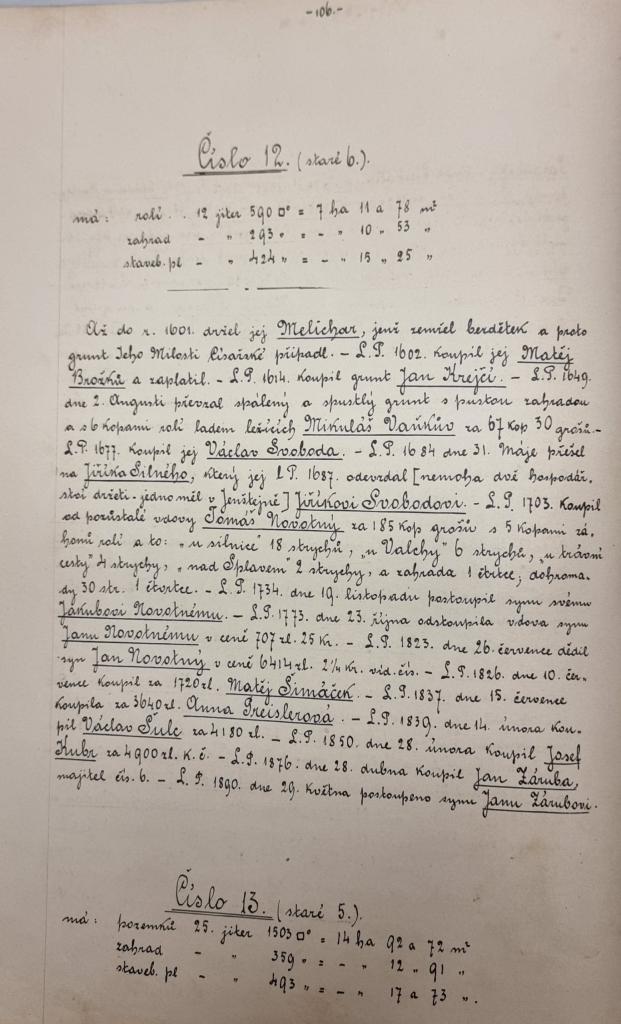 -106.-
Číslo 12. (staré 6.).
má: rolí . . 12 jiter 590 □° = 7 ha 11 a 78 m²
zahrad - „ 293 „ = - „ 10 „ 53 „
staveb. pl - „ 424 „ = - „ 15 „ 25 „
Až do r. 1601. držel jej Melichar, jenž zemřel bezdětek a proto
grunt Jeho Milosti Císařské připadl. - L.P. 1602. koupil jej Matěj
Brožků a zaplatil. - L.P. 1614. koupil grunt Jan Krejčí. - L.P. 1649.
dne 2. Augusti převzal spálený a spustlý grunt s pustou zahradou
a s 6 kopami rolí ladem ležících Mikuláš Vaňkův za 67 kop 30 grošů.-
L.P. 1677. koupil jej Václav Svoboda. - L.P. 1684 dne 31. Máje přešel
na Jiříka Silného, který jej l P. 1687. odevzdal [nemoha dvě hospodář-
ství držeti - jedno měl v Jenštejně] Jiříkovi Svobodovi. - L.P. 1703. koupil
od pozůstalé vdovy Tomáš Novotný za 185 kop grošů s 5 kopami zá-
honů rolí a to: „u silnice" 18 strychů, „u Valchy" 6 strychů, „u trávní
cesty" 4 strychy, „nad Splavem" 2 strychy, a zahrada 1 čtrtce; dohroma-
dy 30 str. 1 čtvrtce. - L.P. 1734. dne 19. listopadu postoupil synu svému
Jakubovi Novotnému. - L.P. 1773. dne 23. října odstoupila vdova synu
Janu Novotnému v ceně 707 zl. 25 kr. - L.P. 1823. dne 26. července dědil
syn Jan Novotný v ceně 6414 zl. 2¼ kr. víd. čís. - L.P. 1826. dne 10. čer-
vence koupil za 1720 zl. Matěj Šimáček. - L.P. 1837. dne 15. července
koupila za 3640 zl. Anna Preislerová. - L.P. 1839. dne 14. února kou-
pil Václav Šulc za 4180 zl. - L.P. 1850. dne 28. února koupil Josef
Kubr za 4900 zl. k.č. - L.P. 1876. dne 28. dubna koupil Jan Záruba,
majitel čís. 6. - L.P. 1890. dne 29. května postoupeno synu Janu Zárubovi.
Číslo 13. (staré 5.).
má: pozemků 25. jiter 1503 □° = 14 ha 92 a 72 m²
zahrad - „ 359 „ = - „ 12 „ 91 „
staveb. pl - „ 493 „ = - „ 17 a 73 „.